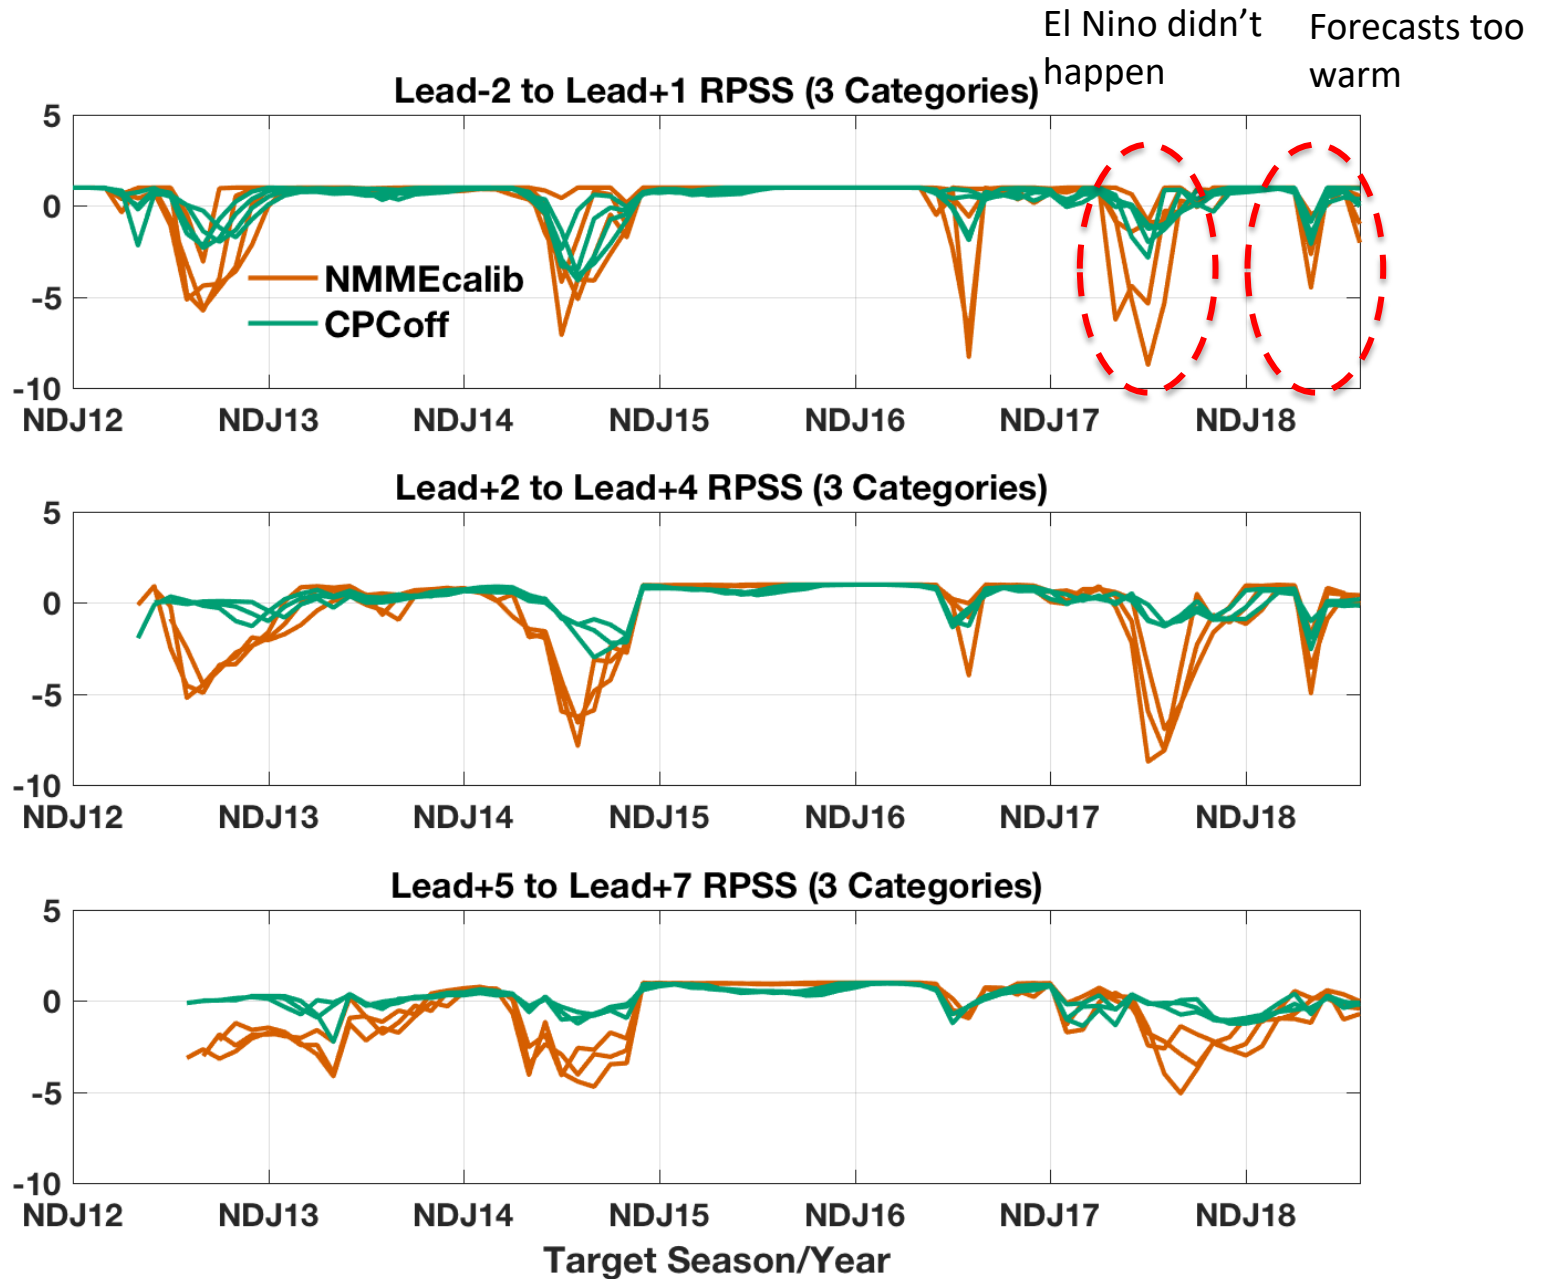 El Nino didn’t
happen
Forecasts too
warm
Lead-2 to Lead+1 RPSS (3 Categories)
5
0
-5
-10
NMMEcalib
CPCoff
NDJ12 NDJ13 NDJ14 NDJ15 NDJ16 NDJ17 NDJ18
Lead+2 to Lead+4 RPSS (3 Categories)
5
0
-5
-10
NDJ12 NDJ13 NDJ14 NDJ15 NDJ16 NDJ17 NDJ18
Lead+5 to Lead+7 RPSS (3 Categories)
5
0
-5
-10
NDJ12 NDJ13 NDJ14 NDJ15 NDJ16 NDJ17 NDJ18
Target Season/Year